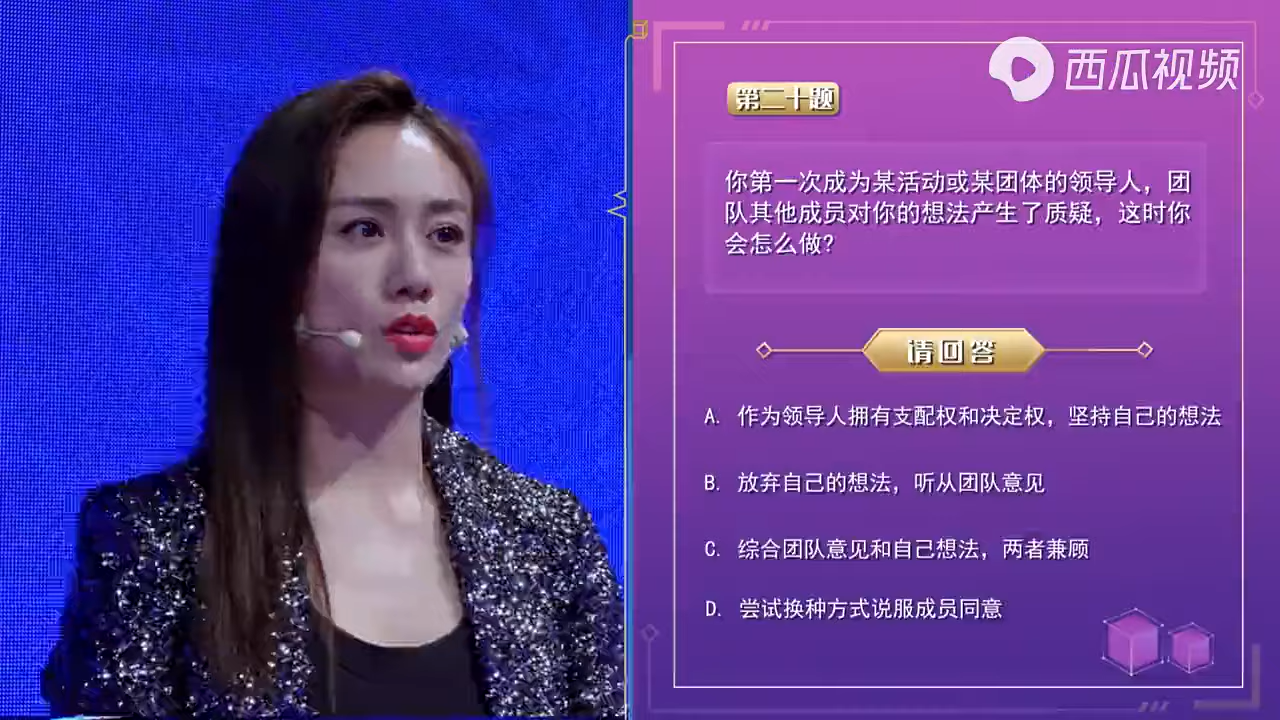 西瓜视频
第二十题
你第一次成为某活动或某团体的领导人，团
队其他成员对你的想法产生了质疑，这时你
会怎么做？
请回答
A. 作为领导人拥有支配权和决定权，坚持自己的想法
B. 放弃自己的想法，听从团队意见
C. 综合团队意见和自己想法，两者兼顾
D. 尝试换种方式说服成员同意